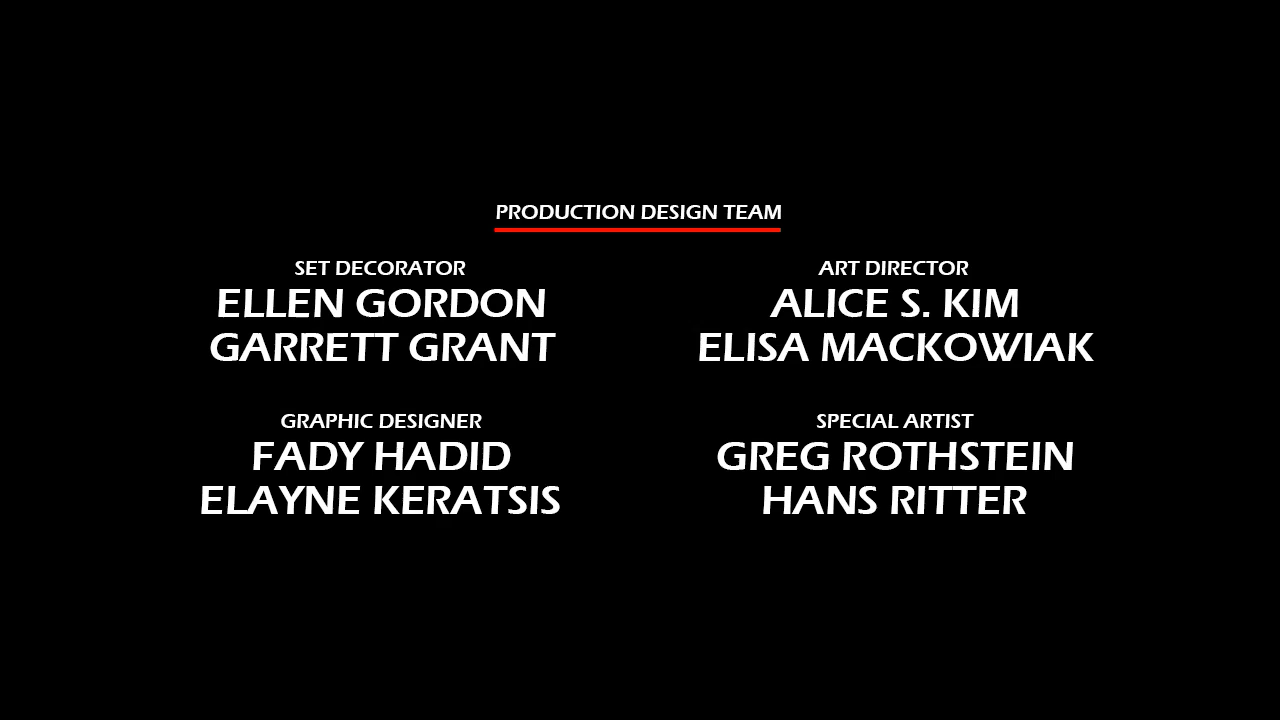 PRODUCTION DESIGN TEAM
SET DECORATOR
ELLEN GORDON
GARRETT GRANT
ART DIRECTOR
ALICE S. KIM
ELISA MACKOWIAK
GRAPHIC DESIGNER
FADY HADID
ELAYNE KERATSIS
SPECIAL ARTIST
GREG ROTHSTEIN
HANS RITTER